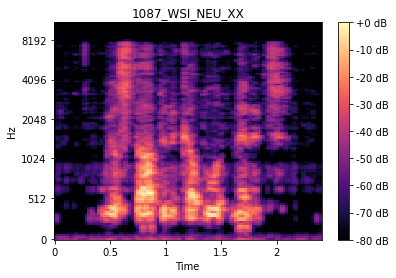 1087_WSI_NEU_XX
+0 dB
8192
-10 dB
4096
-20 dB
-30 dB
2048
Hz
-40 dB
1024
-50 dB
512
-60 dB
-70 dB
0
-80 dB
0 0.5 1 1.5 2
Time